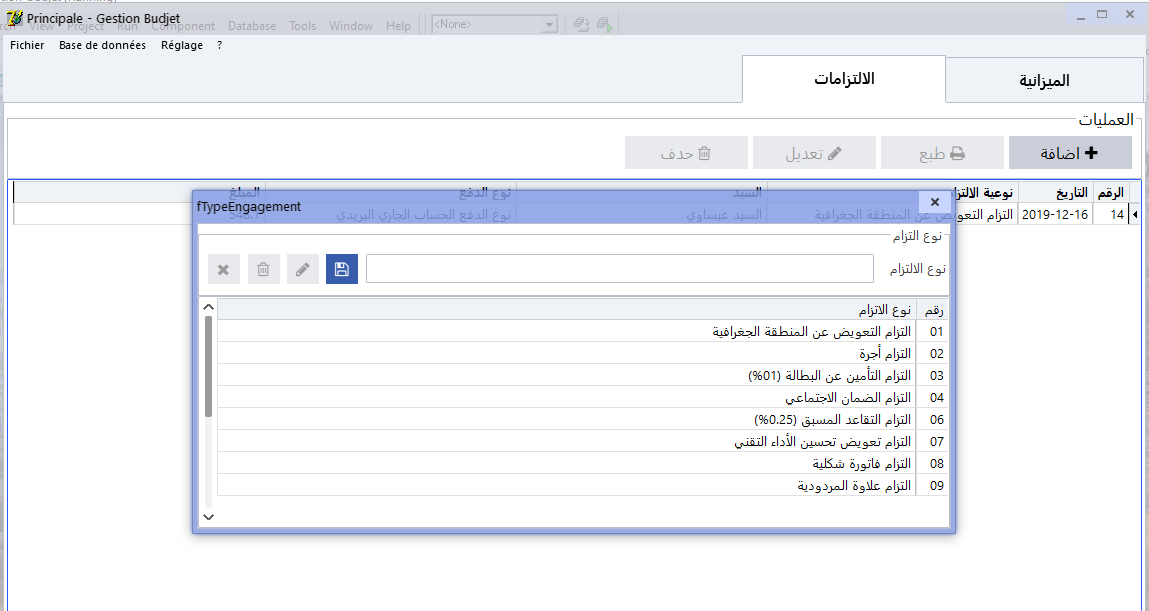 Principale - Gestion Budjet
View Project Run Component Database Tools Window Help <None>
Fichier Base de données Réglage ?
الميزانية
الالتزامات
العمليات
اضافة
طبع
تعديل
حذف
الرقم التاريخ نوعية الالتزا السيد نوع الدفع المبلغ
14 2019-12-16 التزام التعويض عن المنطقة الجغرافية السيد عيساوي نوع الدفع الحساب الجاري البريدي
fTypeEngagement
نوع التزام
نوع الالتزام
رقم نوع الاتزام
01 التزام التعويض عن المنطقة الجغرافية
02 التزام أجرة
03 التزام التأمين عن البطالة (01%)
04 التزام الضمان الاجتماعي
06 التزام التقاعد المسبق (0.25%)
07 التزام تعويض تحسين الأداء التقني
08 التزام فاتورة شكلية
09 التزام علاوة المردودية